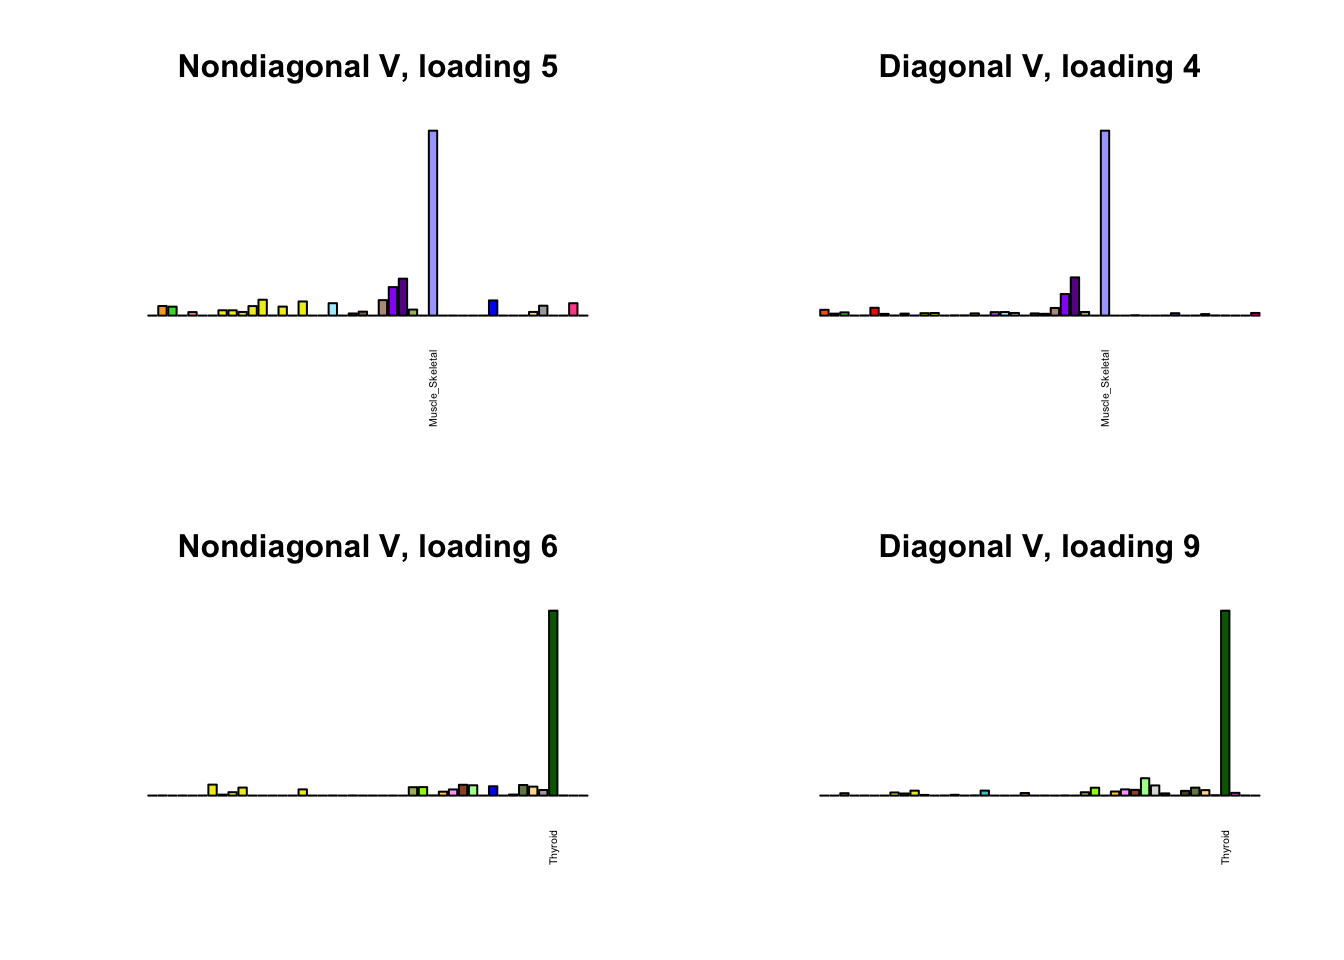 Nondiagonal V, loading 5
Diagonal V, loading 4
Muscle_Skeletal
Muscle_Skeletal
Nondiagonal V, loading 6
Diagonal V, loading 9
Thyroid
Thyroid